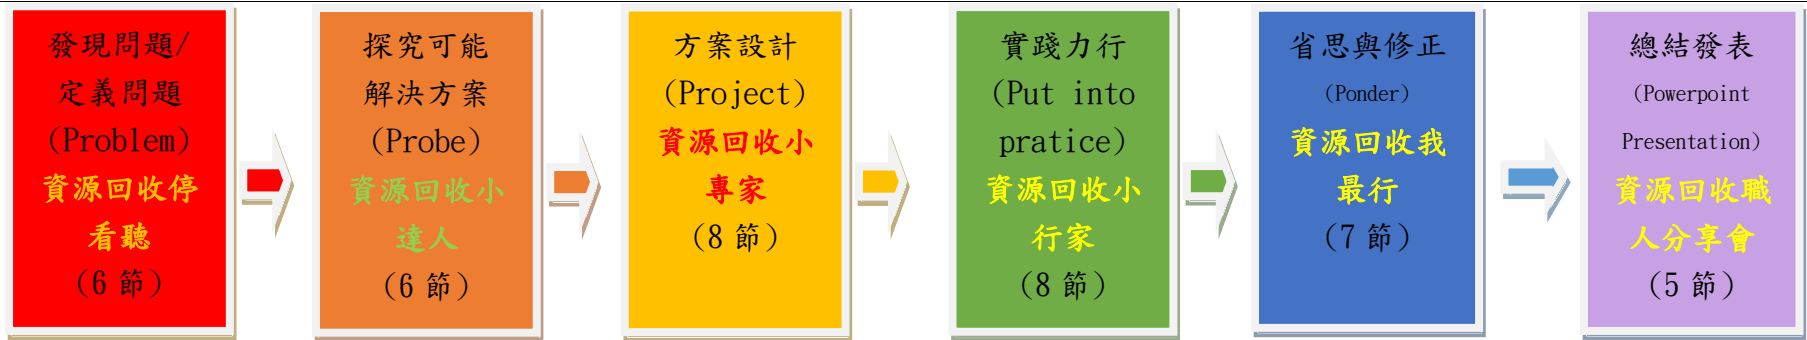 發現問題/
定義問題
(Problem)
資源回收停
看聽
(6 節)
探究可能
解決方案
(Probe)
資源回收小
達人
(6 節)
方案設計
(Project)
資源回收小
專家
(8 節)
實踐力行
(Put into
pratice)
資源回收小
行家
(8 節)
省思與修正
(Ponder)
資源回收我
最行
(7 節)
總結發表
(Powerpoint
Presentation)
資源回收職
人分享會
(5 節)